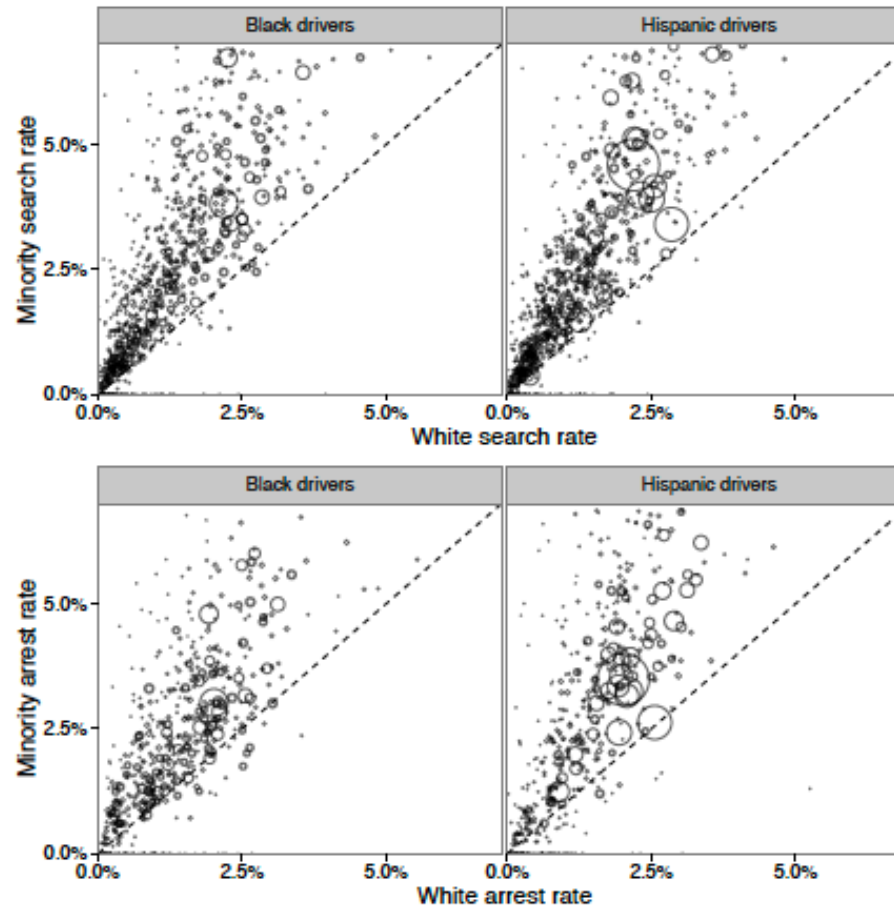 Black drivers Hispanic drivers
Minority search rate
5.0%
2.5%
0.0%
0.0% 2.5% 5.0% 0.0% 2.5% 5.0%
White search rate
Black drivers Hispanic drivers
Minority arrest rate
5.0%
2.5%
0.0%
0.0% 2.5% 5.0% 0.0% 2.5% 5.0%
White arrest rate